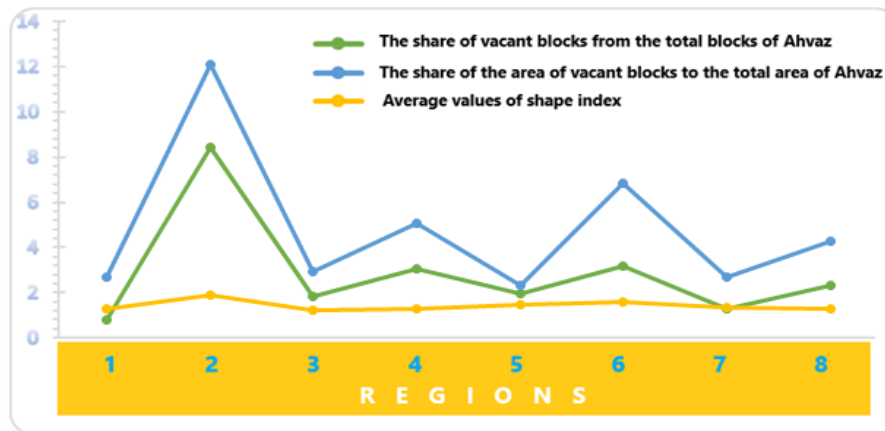 14
The share of vacant blocks from the total blocks of Ahvaz
12
The share of the area of vacant blocks to the total area of Ahvaz
Average values of shape index
10
8
6
4
2
0
1 2 3 4 5 6 7 8
REGIONS